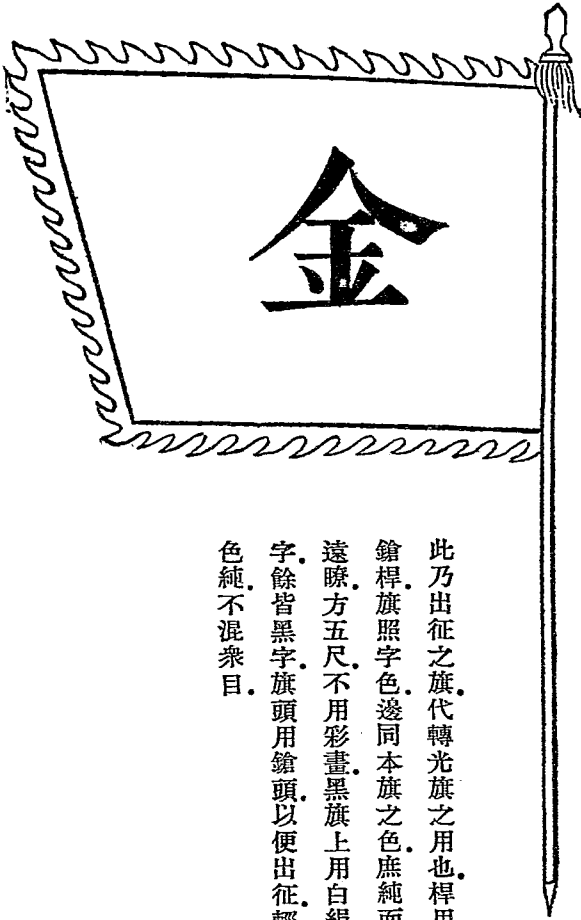 金
此乃出征之旗．代轉光旗之用也．桿用
鎗桿．旗照字色．邊同本旗之色．庶純而
遠瞭．方五尺．不用彩畫．黑旗上用白絹
字．餘皆黑字．旗頭用鎗頭．以便出征．輕
色純．不混衆目．